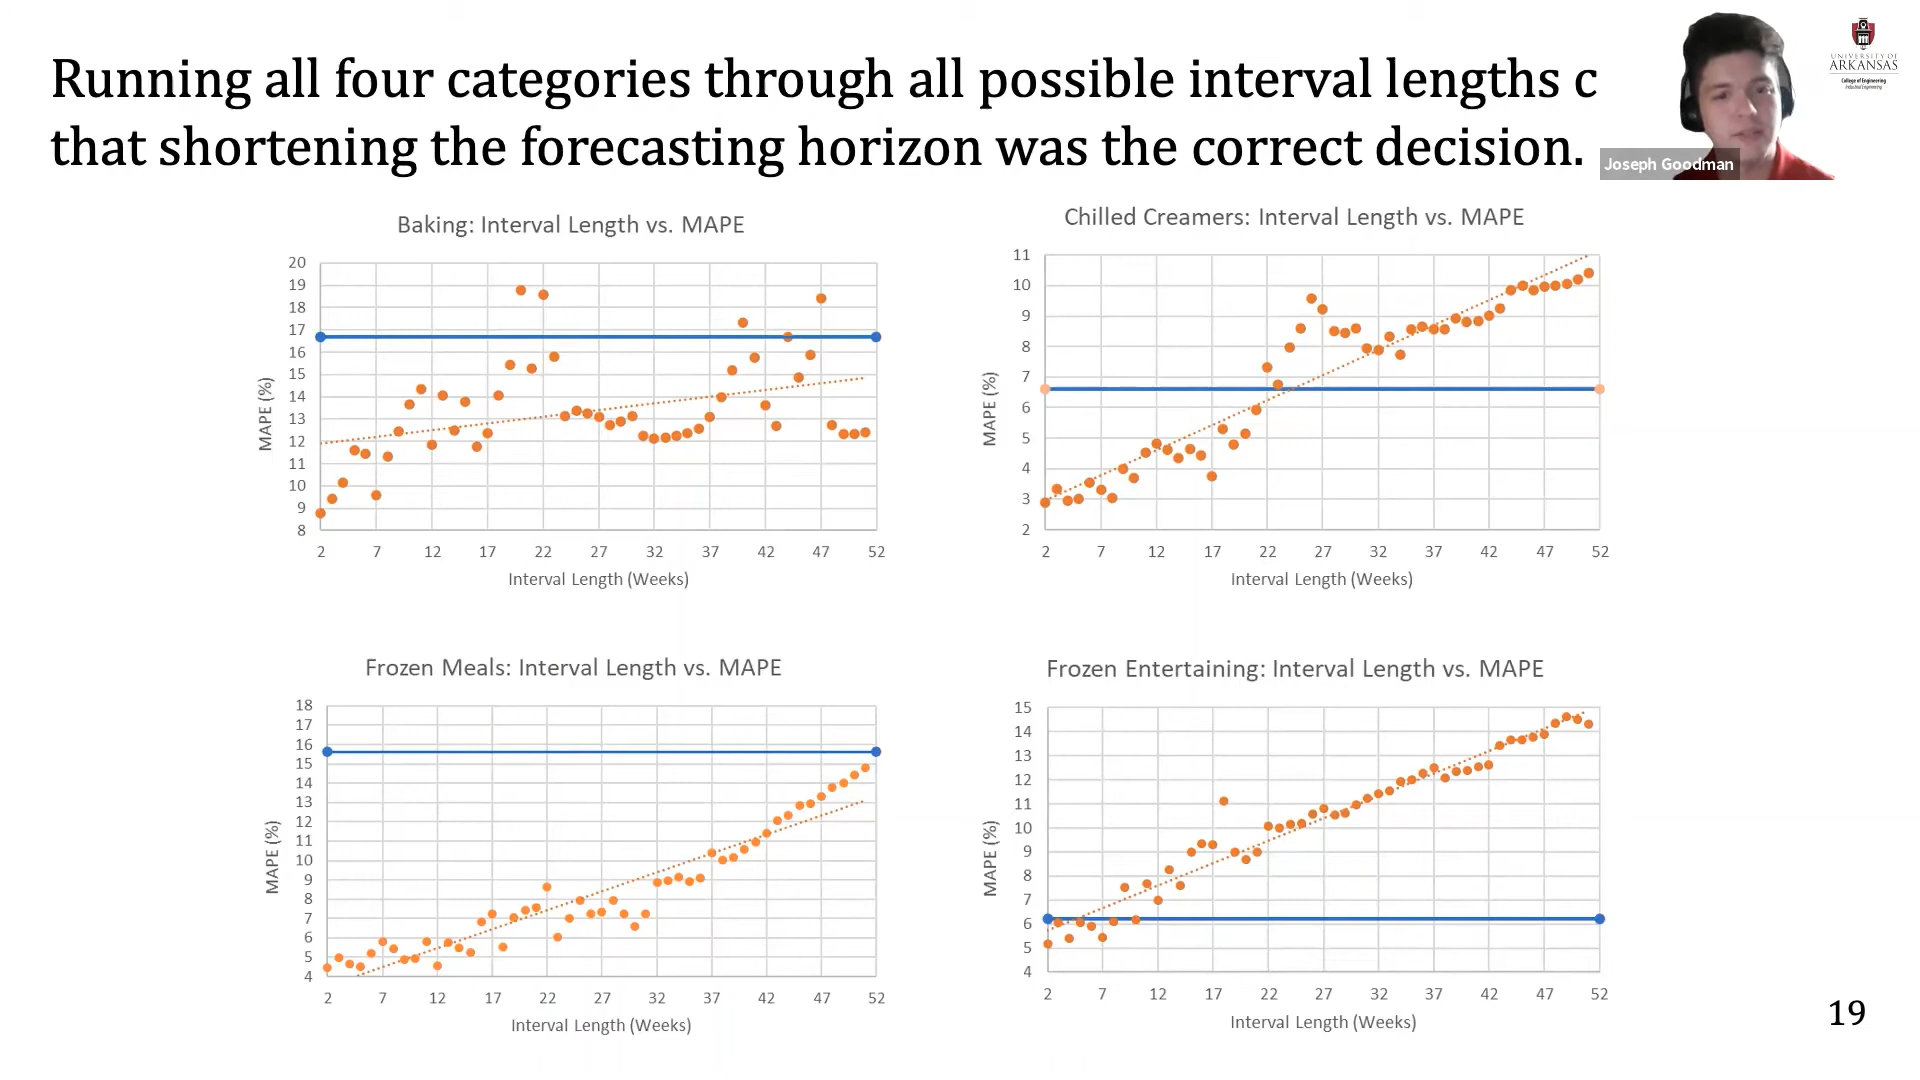 Running all four categories through all possible interval lengths c
that shortening the forecasting horizon was the correct decision.
Joseph Goodman
UNIVERSITY OF
ARKANSAS
College of Engineering
Industrial Engineering
Baking: Interval Length vs. MAPE
20
19
18
17
16
15
14
13
12
11
10
9
8
MAPE (%)
2 7 12 17 22 27 32 37 42 47 52
Interval Length (Weeks)
Chilled Creamers: Interval Length vs. MAPE
11
10
9
8
7
6
5
4
3
2
MAPE (%)
2 7 12 17 22 27 32 37 42 47 52
Interval Length (Weeks)
Frozen Meals: Interval Length vs. MAPE
18
17
16
15
14
13
12
11
10
9
8
7
6
5
4
MAPE (%)
2 7 12 17 22 27 32 37 42 47 52
Interval Length (Weeks)
Frozen Entertaining: Interval Length vs. MAPE
15
14
13
12
11
10
9
8
7
6
5
4
MAPE (%)
2 7 12 17 22 27 32 37 42 47 52
Interval Length (Weeks)
19